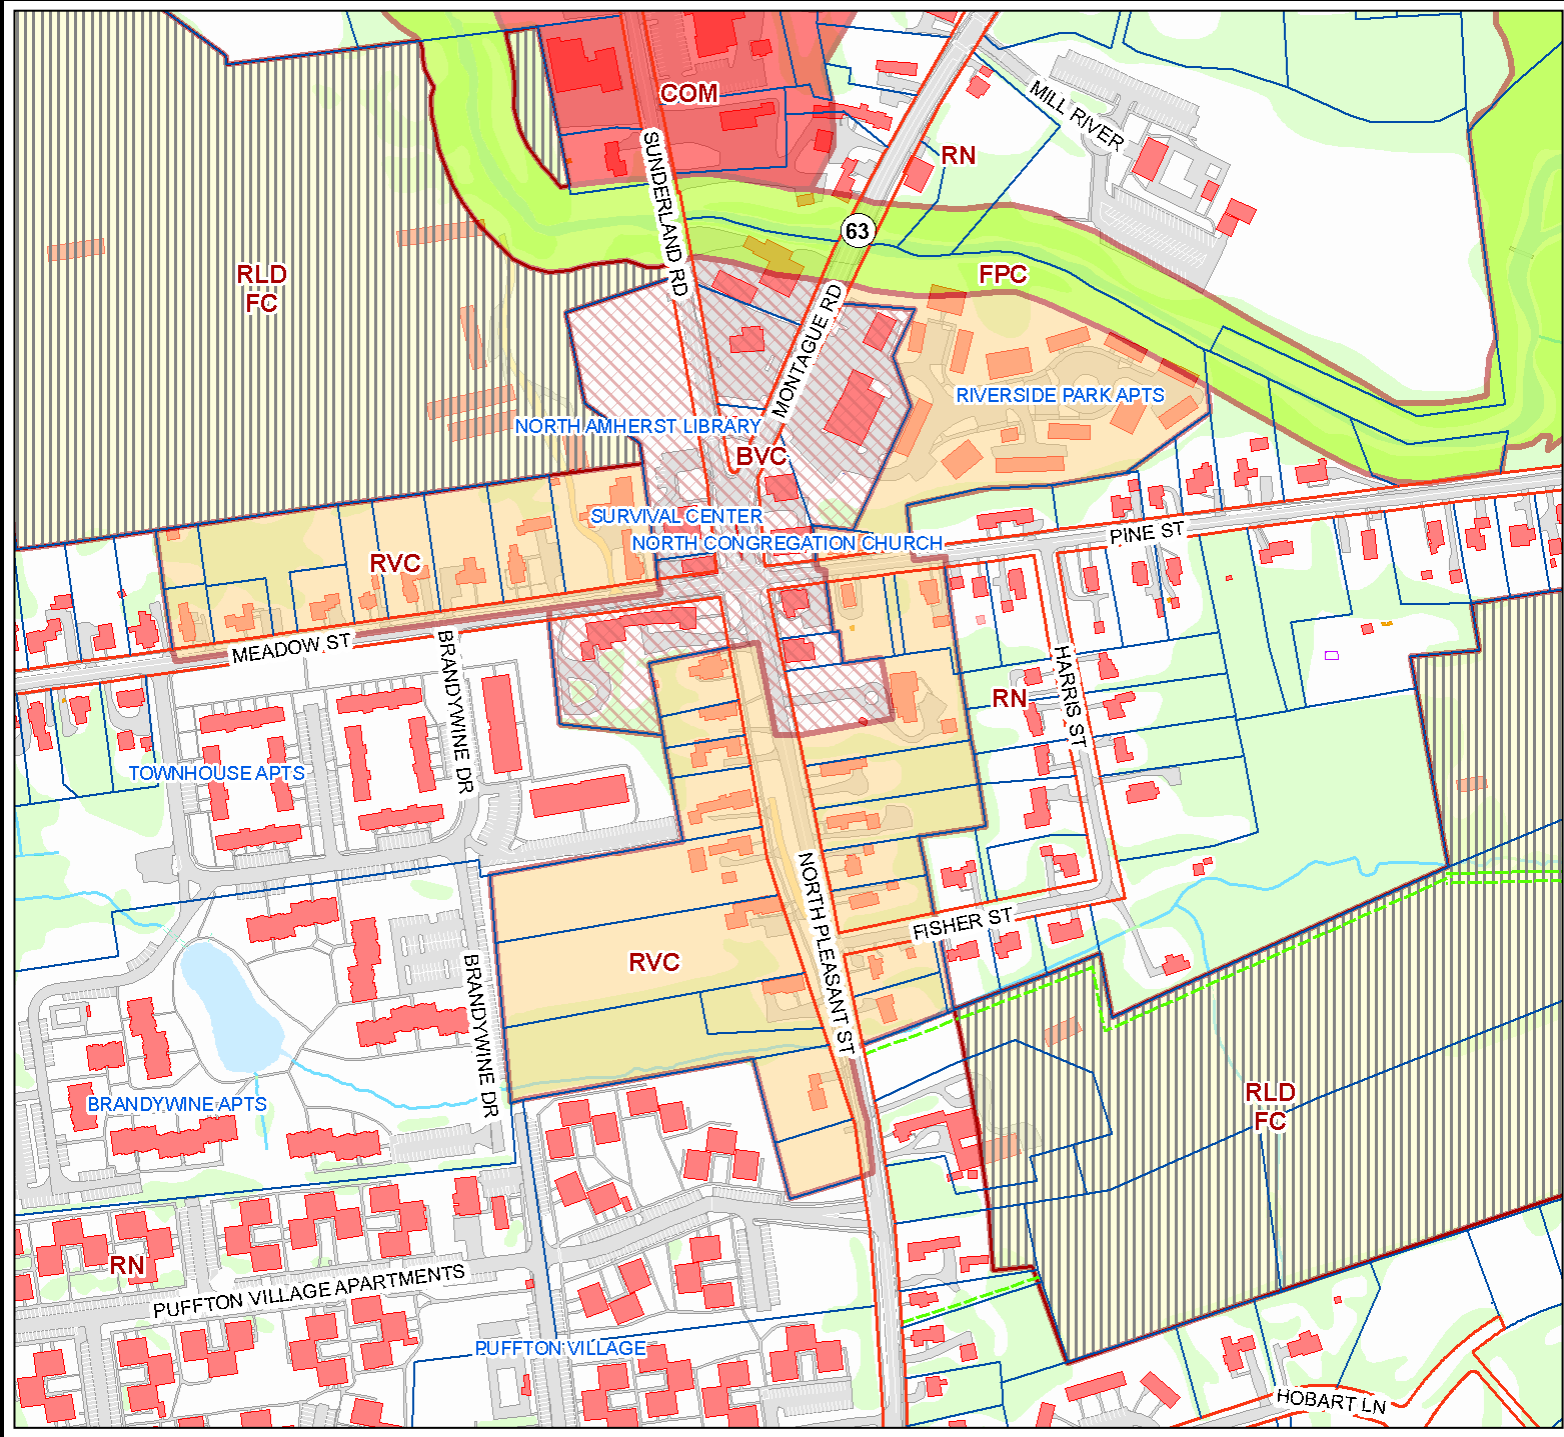 COM
MILL RIVER
SUNDERLAND RD
RN
63
RLD
FC
FPC
MONTAGUE RD
RIVERSIDE PARK APTS
NORTH AMHERST LIBRARY
BVC
SURVIVAL CENTER
NORTH CONGREGATION CHURCH
PINE ST
RVC
MEADOW ST
BRANDYWINE DR
HARRIS ST
RN
TOWNHOUSE APTS
NORTH PLEASANT ST
FISHER ST
RVC
BRANDYWINE DR
BRANDYWINE APTS
RLD
FC
RN
PUFFTON VILLAGE APARTMENTS
PUFFTON VILLAGE
HOBART LN